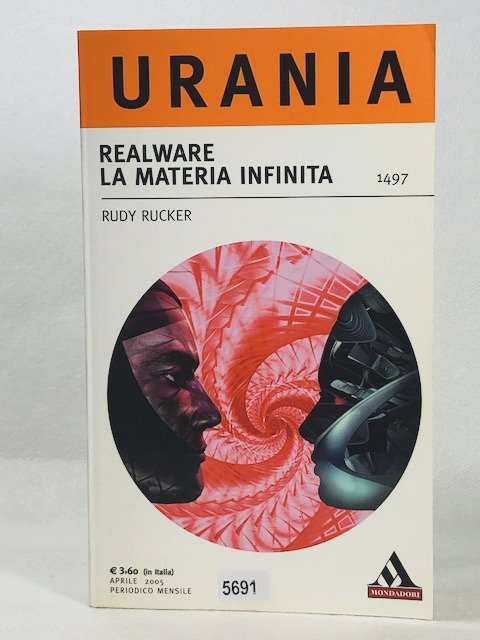 URANIA
REALWARE
LA MATERIA INFINITA 1497
RUDY RUCKER
€ 3.60 (in Italia)
APRILE 2005
PERIODICO MENSILE
5691
MONDADORI